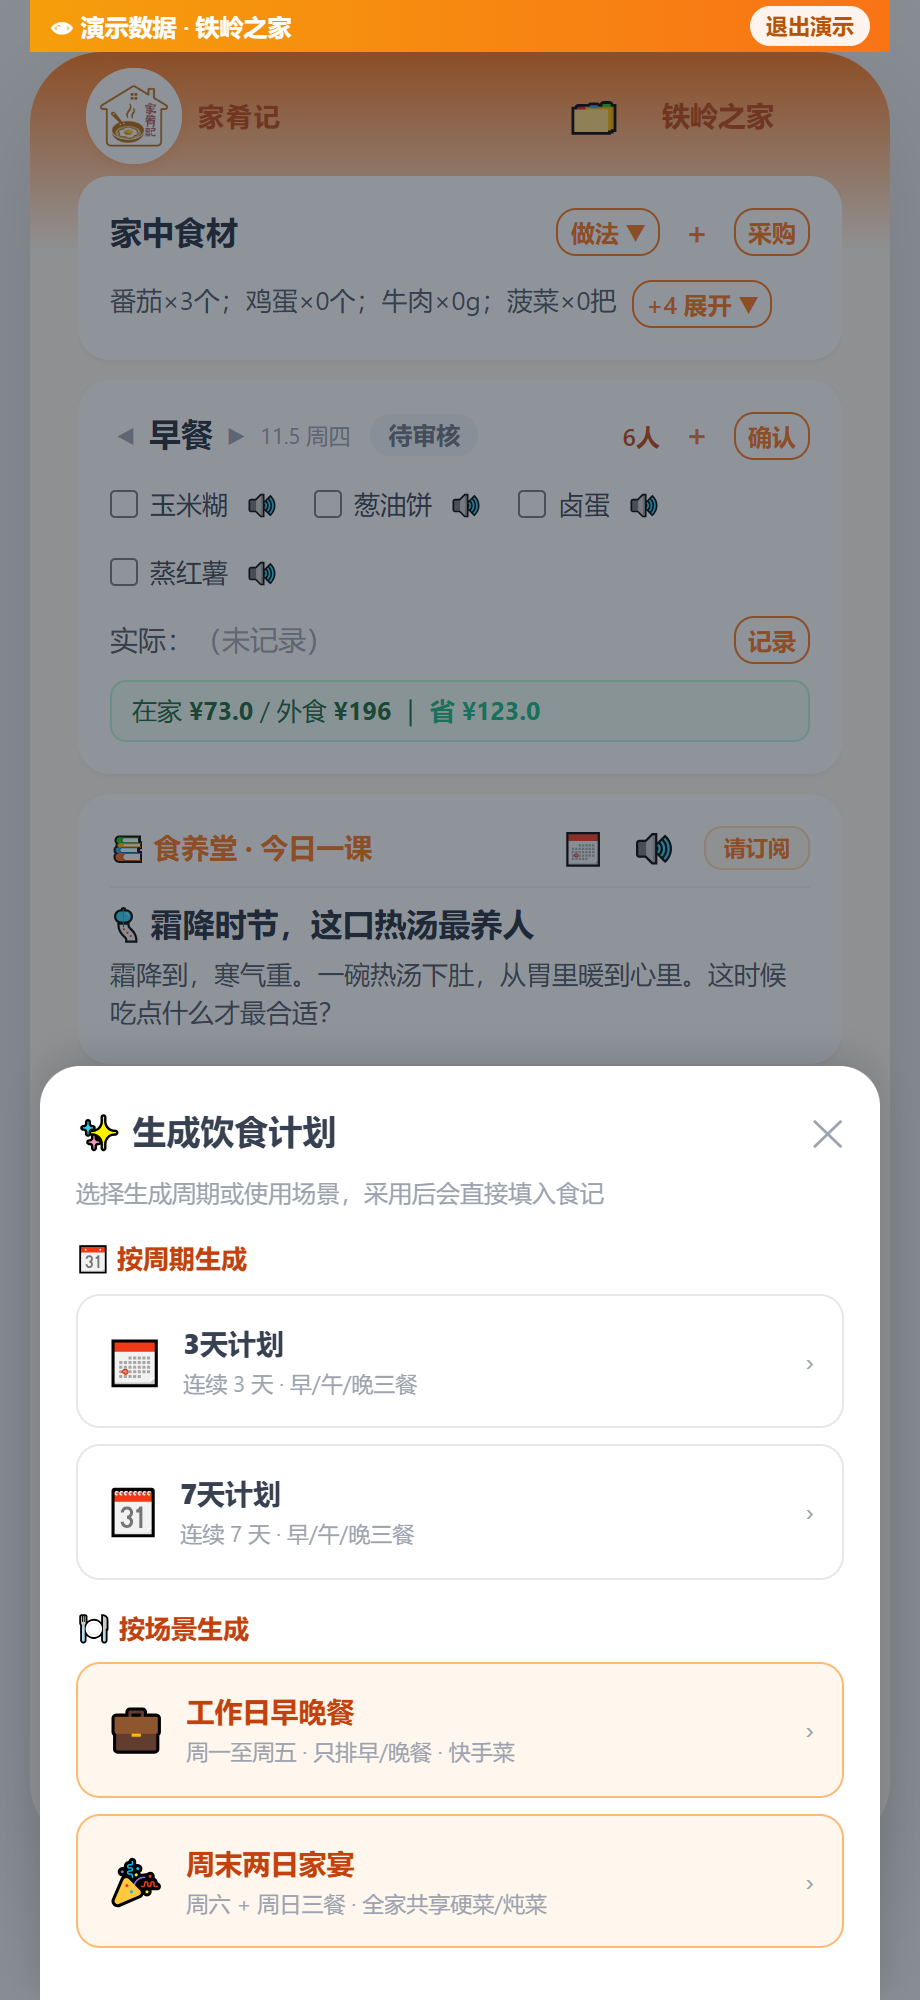 演示数据 · 铁岭之家
退出演示
家肴记
家肴記
铁岭之家
家中食材
做法 ▼
+
采购
番茄×3个；鸡蛋×0个；牛肉×0g；菠菜×0把
+4 展开 ▼
◀ 早餐 ▶ 11.5 周四
待审核
6人
+
确认
玉米糊
葱油饼
卤蛋
蒸红薯
实际：（未记录）
记录
在家 ¥73.0 / 外食 ¥196 | 省 ¥123.0
食养堂 · 今日一课
请订阅
霜降时节，这口热汤最养人
霜降到，寒气重。一碗热汤下肚，从胃里暖到心里。这时候
吃点什么才最合适？
生成饮食计划
选择生成周期或使用场景，采用后会直接填入食记
31
按周期生成
3天计划
连续 3 天 · 早/午/晚三餐
›
31
7天计划
连续 7 天 · 早/午/晚三餐
›
按场景生成
工作日早晚餐
周一至周五 · 只排早/晚餐 · 快手菜
›
周末两日家宴
周六 + 周日三餐 · 全家共享硬菜/炖菜
›